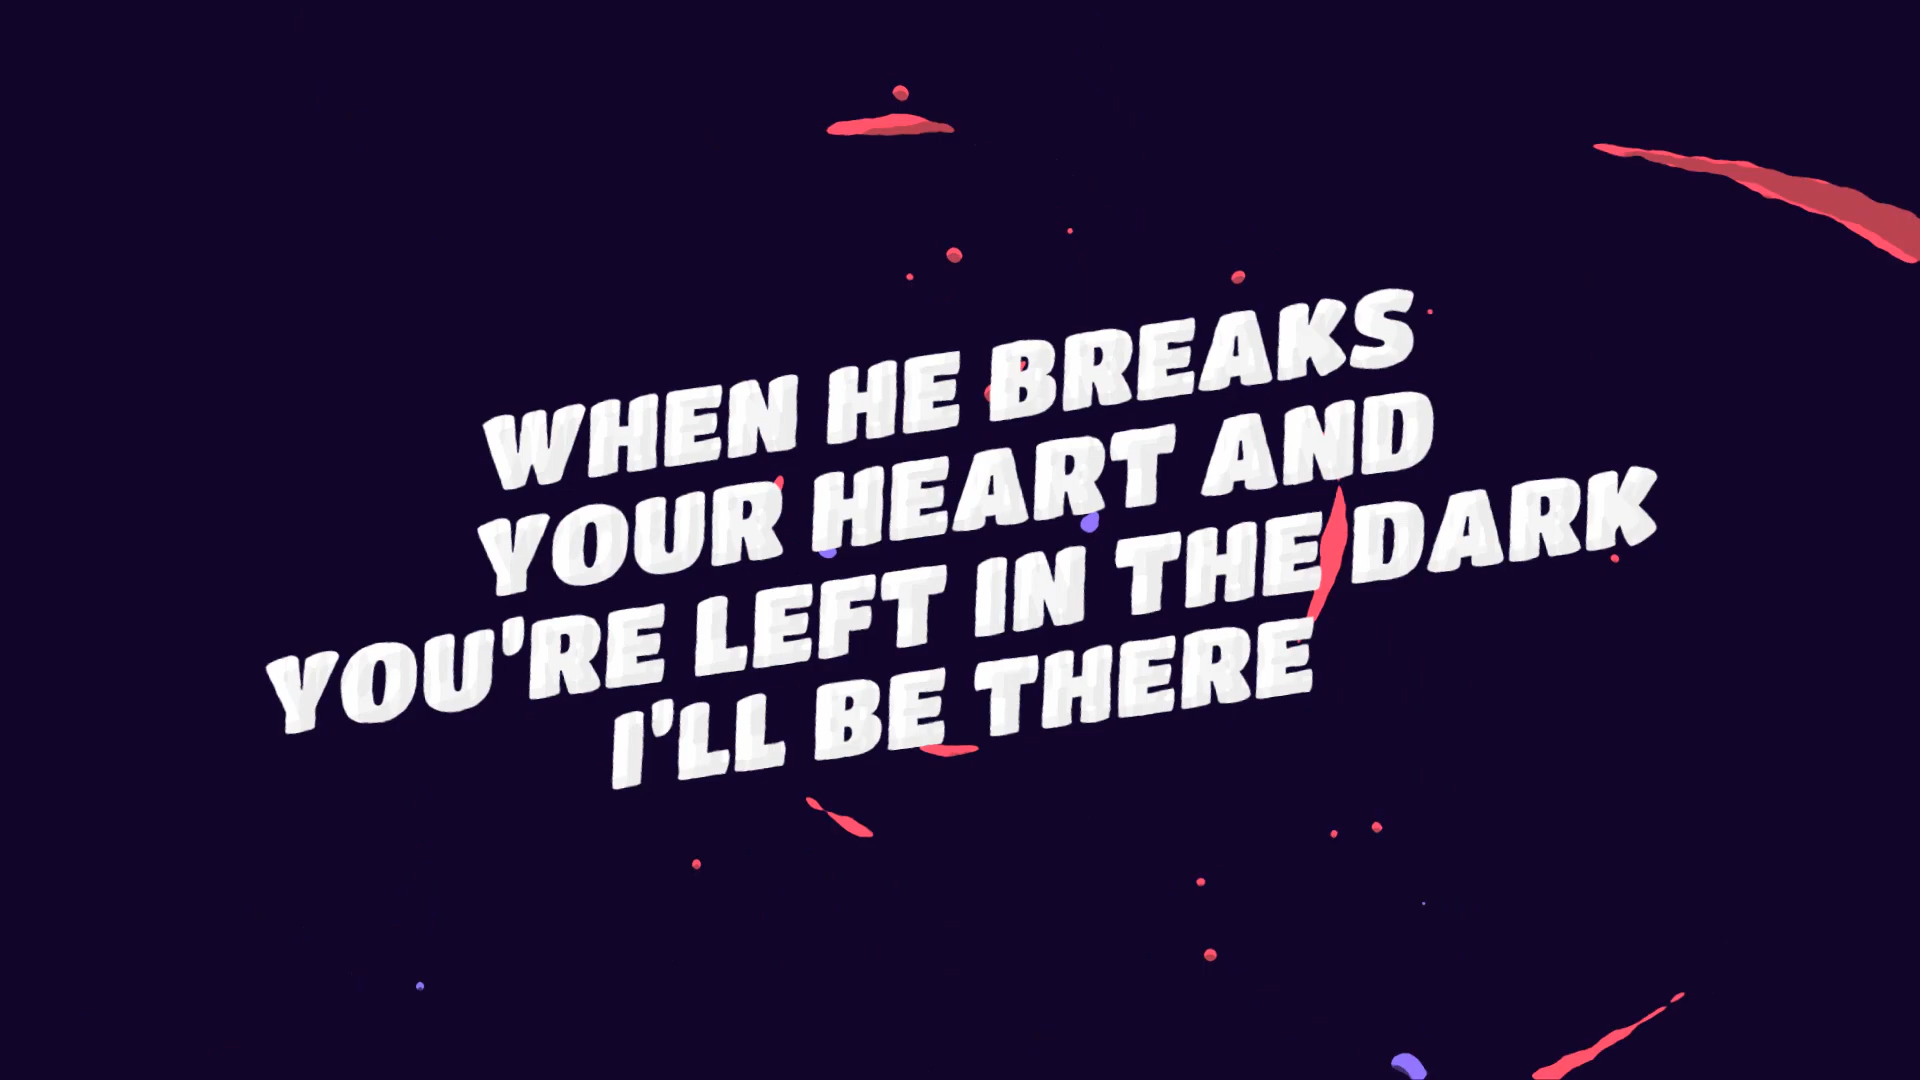 WHEN HE BREAKS
YOUR HEART AND
YOU'RE LEFT IN THE DARK
I'LL BE THERE